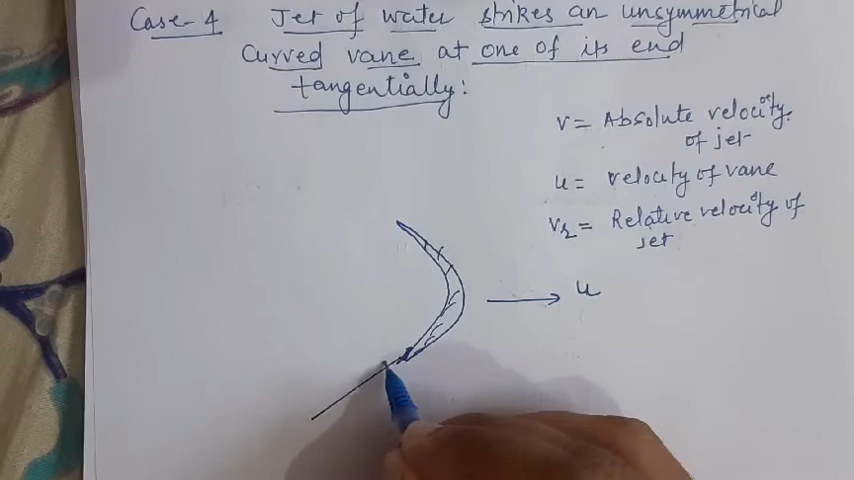 Case-4 Jet of water strikes an unsymmetrical
Curved vane at one of its end
tangentially:
V = Absolute velocity
of jet
u = velocity of vane
Vr = Relative velocity of
jet
u